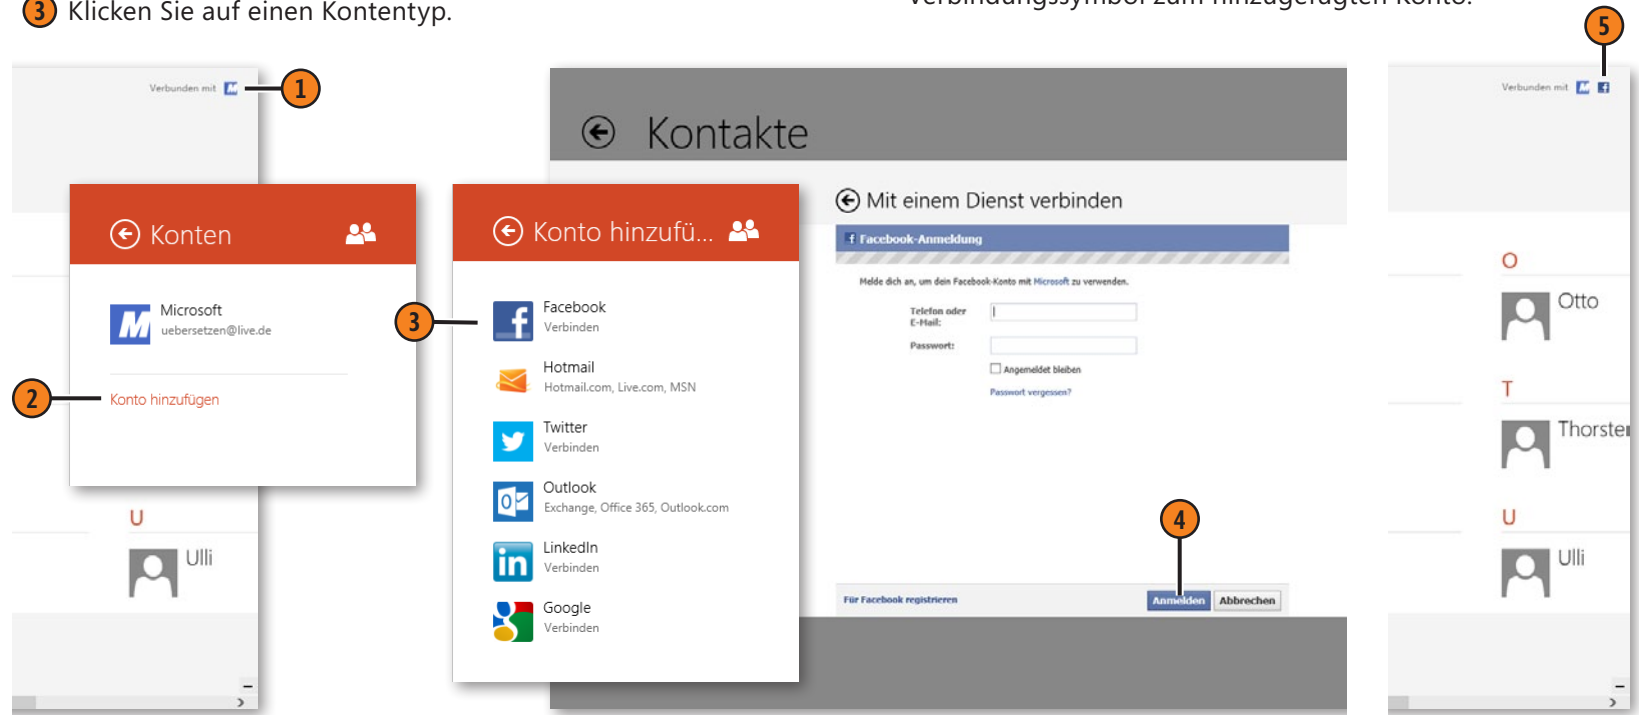 3 Klicken Sie auf einen Kontentyp.
Verbindungssymbol zum hinzugefügten Konto.
Verbunden mit
1
Konten
Microsoft
uebersetzen@live.de
2
Konto hinzufügen
U
Ulli
Konto hinzufü...
3
Facebook
Verbinden
Hotmail
Hotmail.com, Live.com, MSN
Twitter
Verbinden
Outlook
Exchange, Office 365, Outlook.com
LinkedIn
Verbinden
Google
Verbinden
Kontakte
Mit einem Dienst verbinden
Facebook-Anmeldung
Melde dich an, um dein Facebook-Konto mit Microsoft zu verwenden.
Telefon oder
E-Mail:
Passwort:
Angemeldet bleiben
Passwort vergessen?
4
Für Facebook registrieren
Anmelden
Abbrechen
5
Verbunden mit
O
Otto
T
Thorsten
U
Ulli